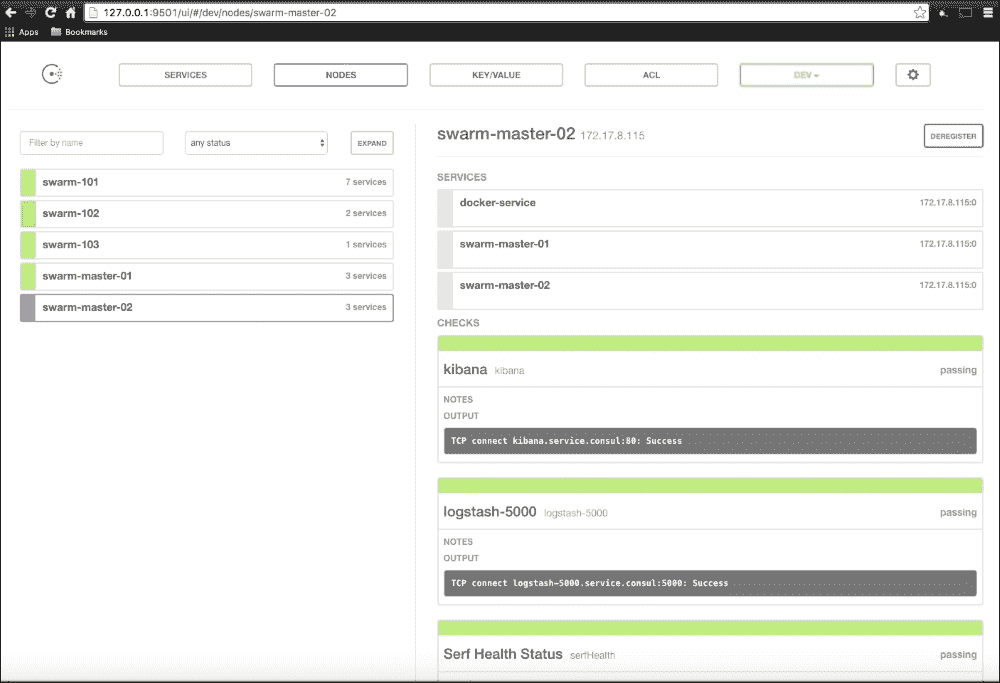 127.0.0.1:9501/ui/#/dev/nodes/swarm-master-02
Apps Bookmarks
SERVICES NODES KEY/VALUE ACL DEV
Filter by name any status EXPAND
swarm-101 7 services
swarm-102 2 services
swarm-103 1 services
swarm-master-01 3 services
swarm-master-02 3 services
swarm-master-02 172.17.8.115 DEREGISTER
SERVICES
docker-service 172.17.8.115:0
swarm-master-01 172.17.8.115:0
swarm-master-02 172.17.8.115:0
CHECKS
kibana kibana passing
NOTES
OUTPUT
TCP connect kibana.service.consul:80: Success
logstash-5000 logstash-5000 passing
NOTES
OUTPUT
TCP connect logstash-5000.service.consul:5000: Success
Serf Health Status serfHealth passing